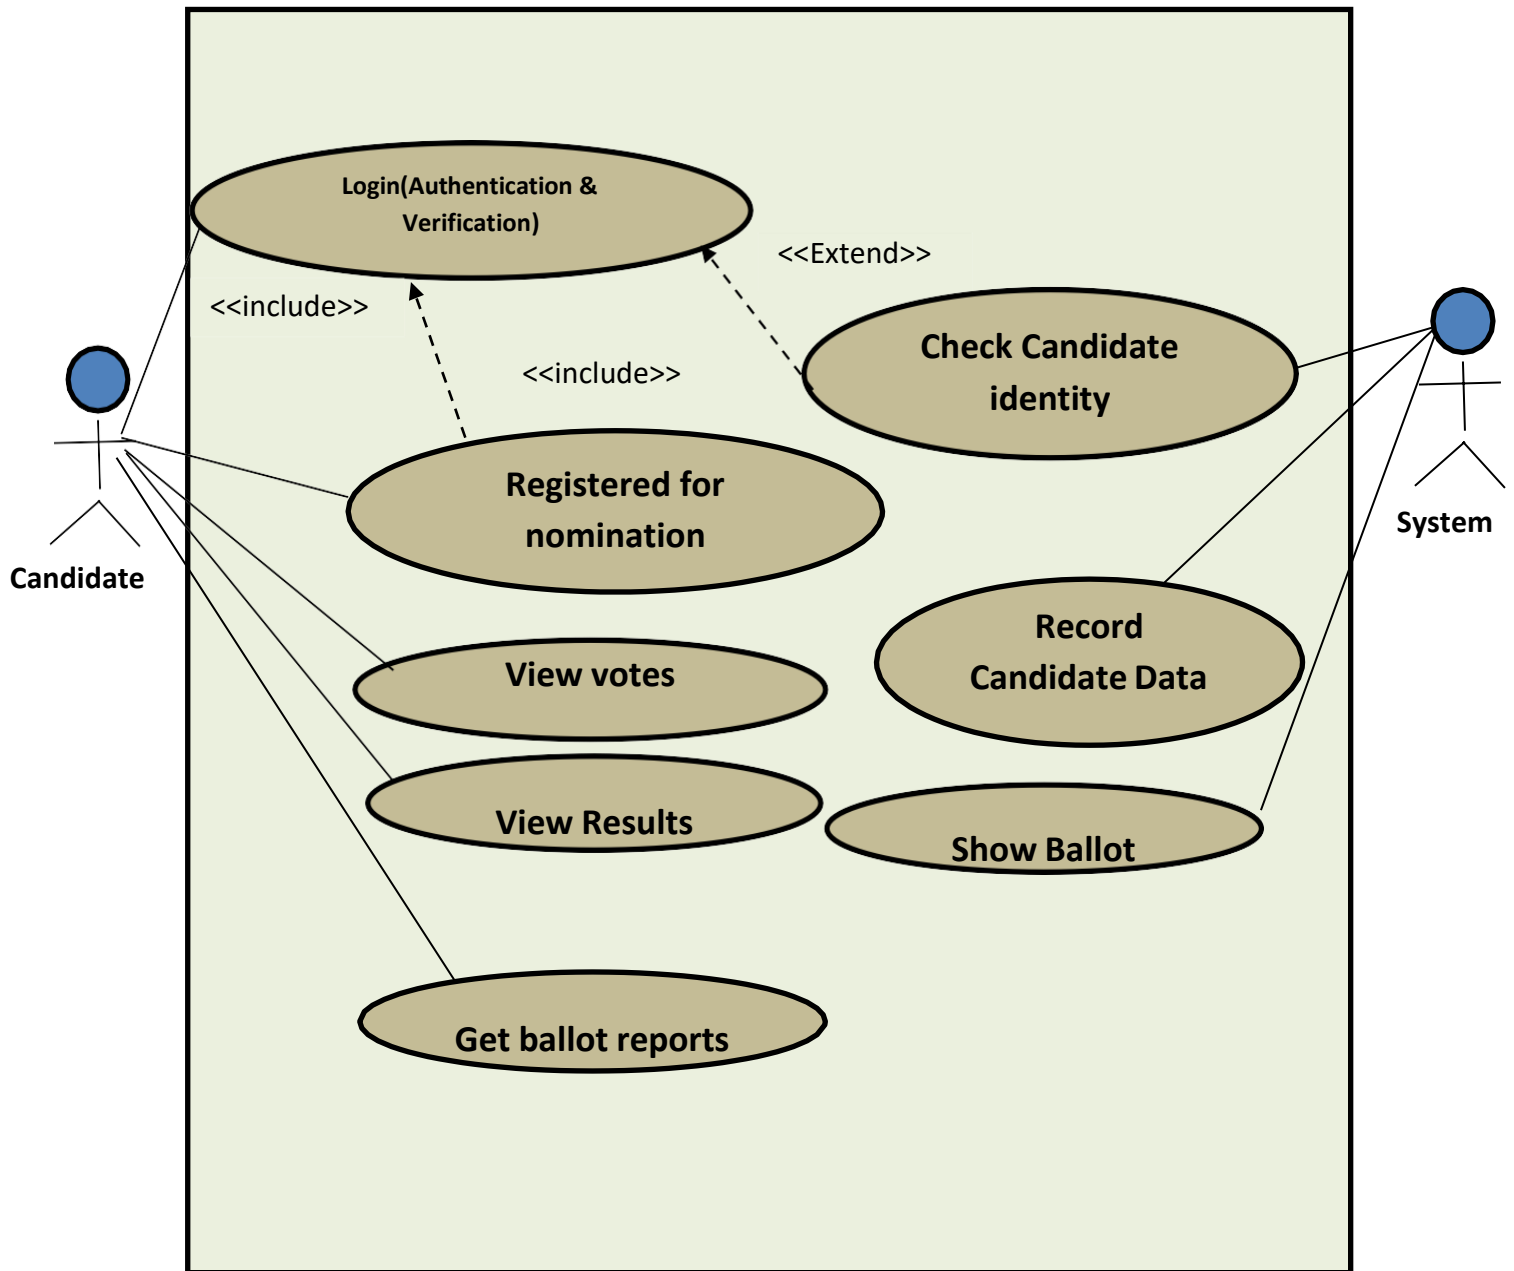 Login(Authentication &
Verification)
<<Extend>>
<<include>>
Check Candidate
identity
<<include>>
Registered for
nomination
System
Candidate
Record
Candidate Data
View votes
View Results
Show Ballot
Get ballot reports